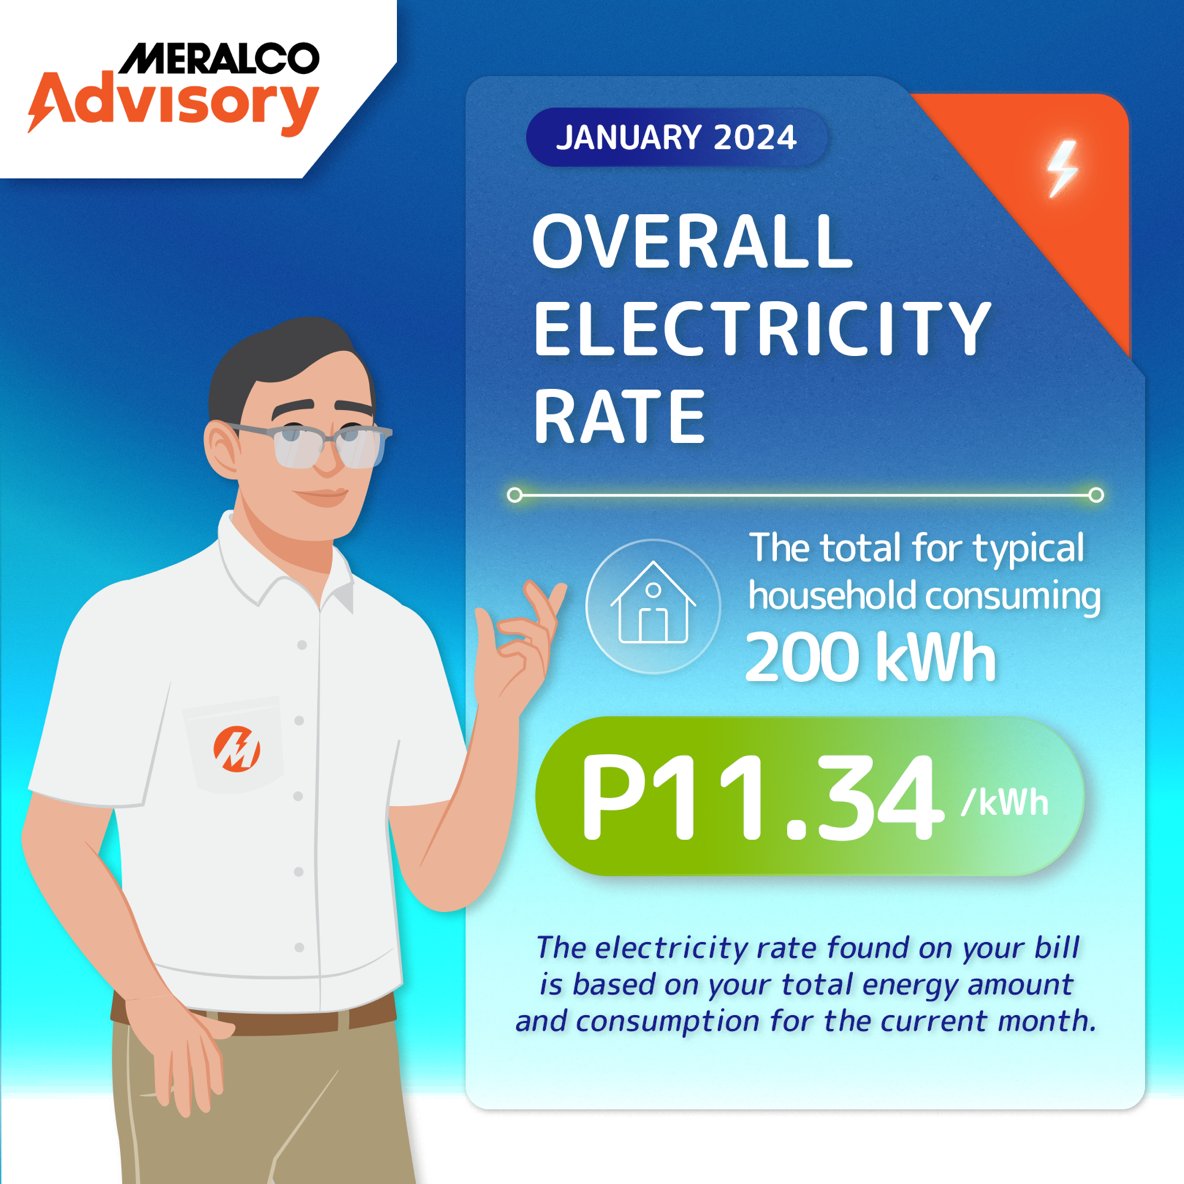 MERALCO
Advisory
JANUARY 2024
OVERALL
ELECTRICITY
RATE
The total for typical
household consuming
200 kWh
P11.34 /kWh
The electricity rate found on your bill
is based on your total energy amount
and consumption for the current month.